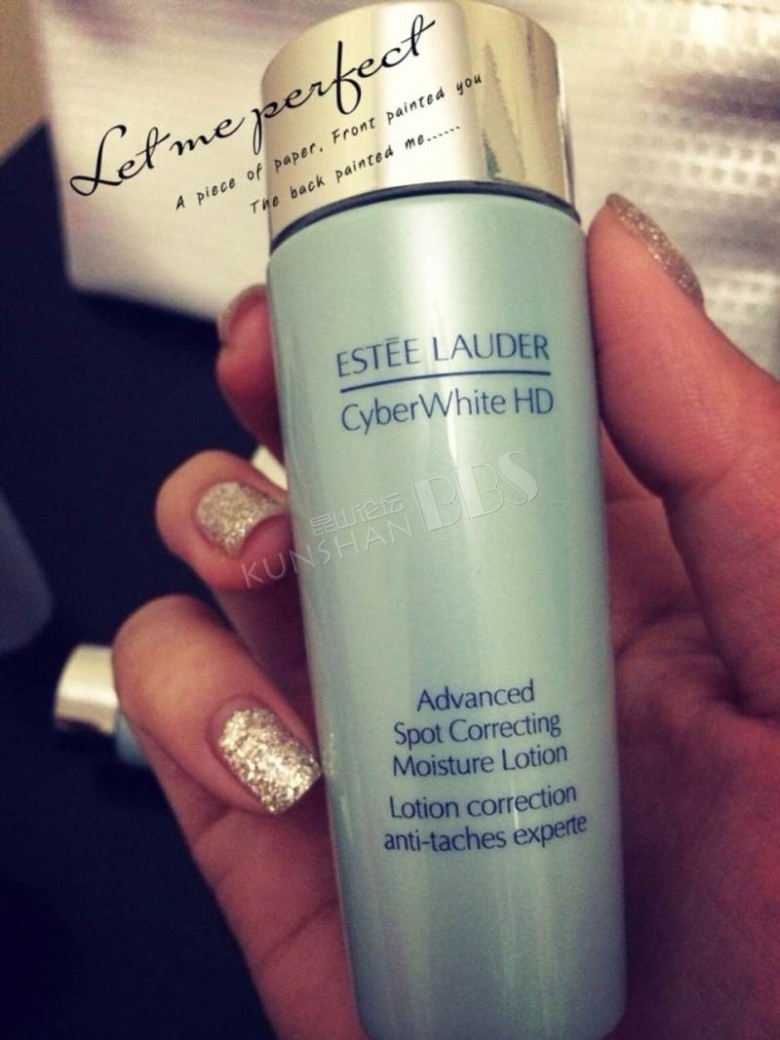 Let me perfect
A piece of paper, Front painted you
The back painted me......
ESTĒE LAUDER
CyberWhite HD
昆山论坛
KUNSHAN BBS
Advanced
Spot Correcting
Moisture Lotion
Lotion correction
anti-taches experte